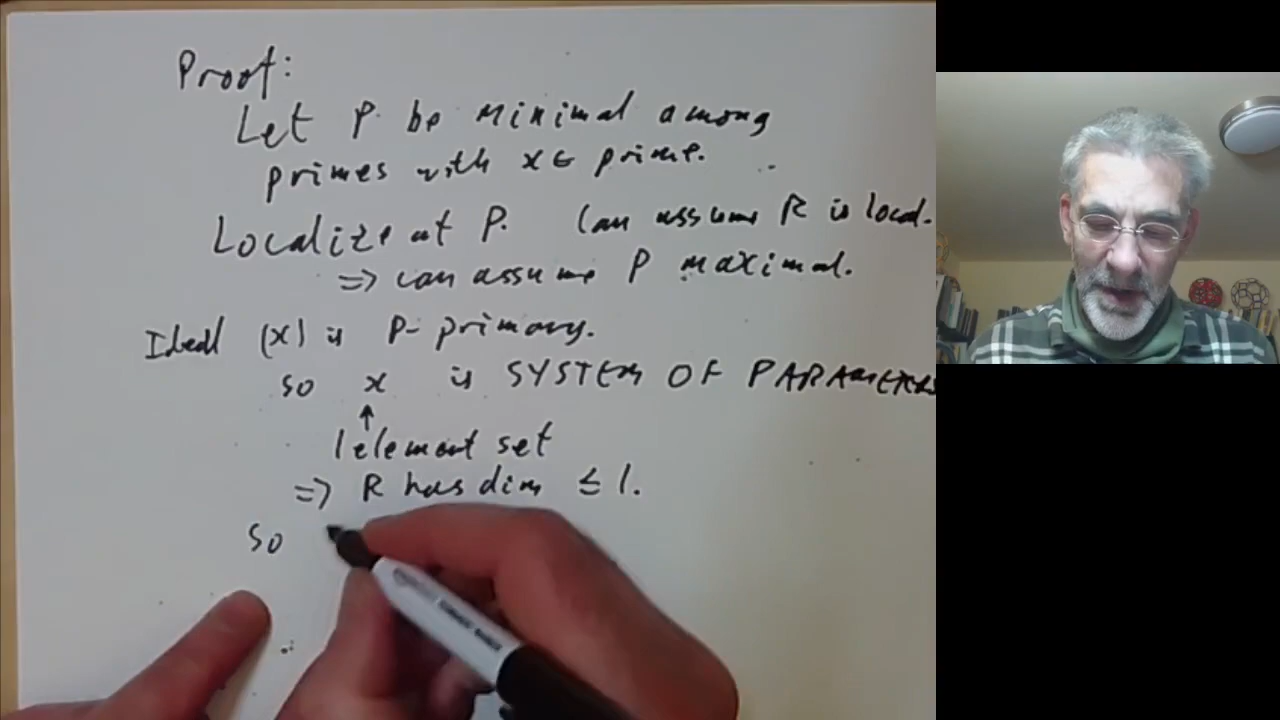 Proof:
Let P be minimal among
primes with x ∈ prime.
Localize at P. Can assume R is local.
=> can assume P maximal.
Ideal (x) is P-primary.
so x is SYSTEM OF PARAMETERS
↑
1 element set
=> R has dim ≤ 1.
So